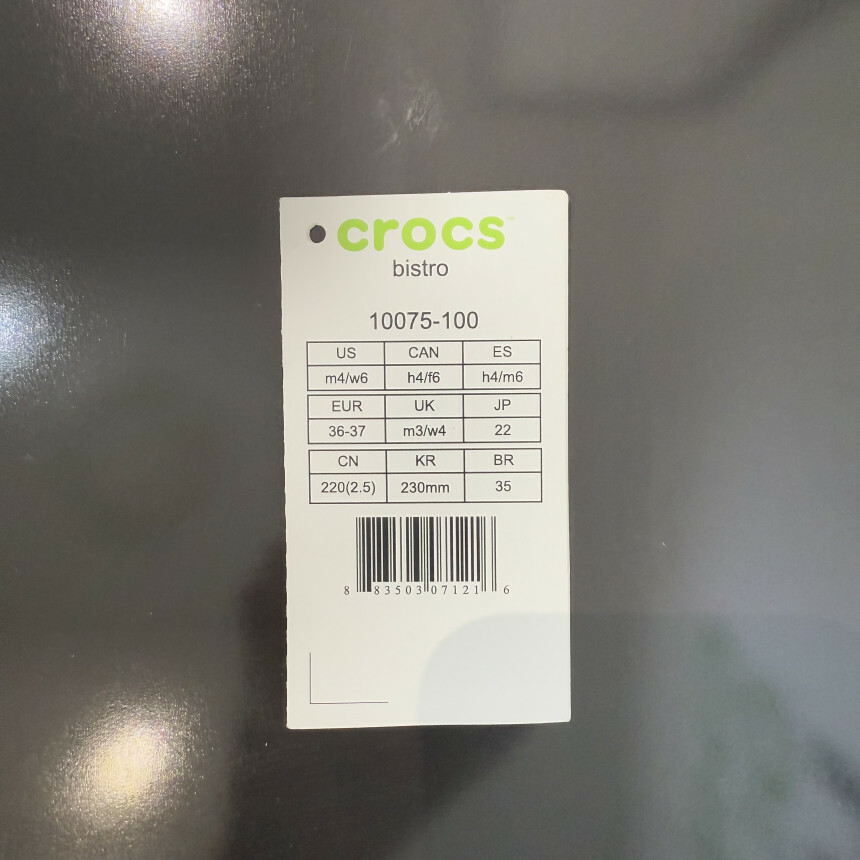 crocs™
bistro
10075-100
US CAN ES
m4/w6 h4/f6 h4/m6
EUR UK JP
36-37 m3/w4 22
CN KR BR
220(2.5) 230mm 35
8 83503 07121 6